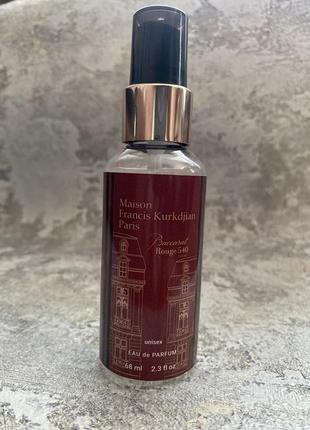 Maison
Francis Kurkdjian
Paris
Baccarat
Rouge 540
unisex
EAU de PARFUM
68 ml 2.3 fl oz